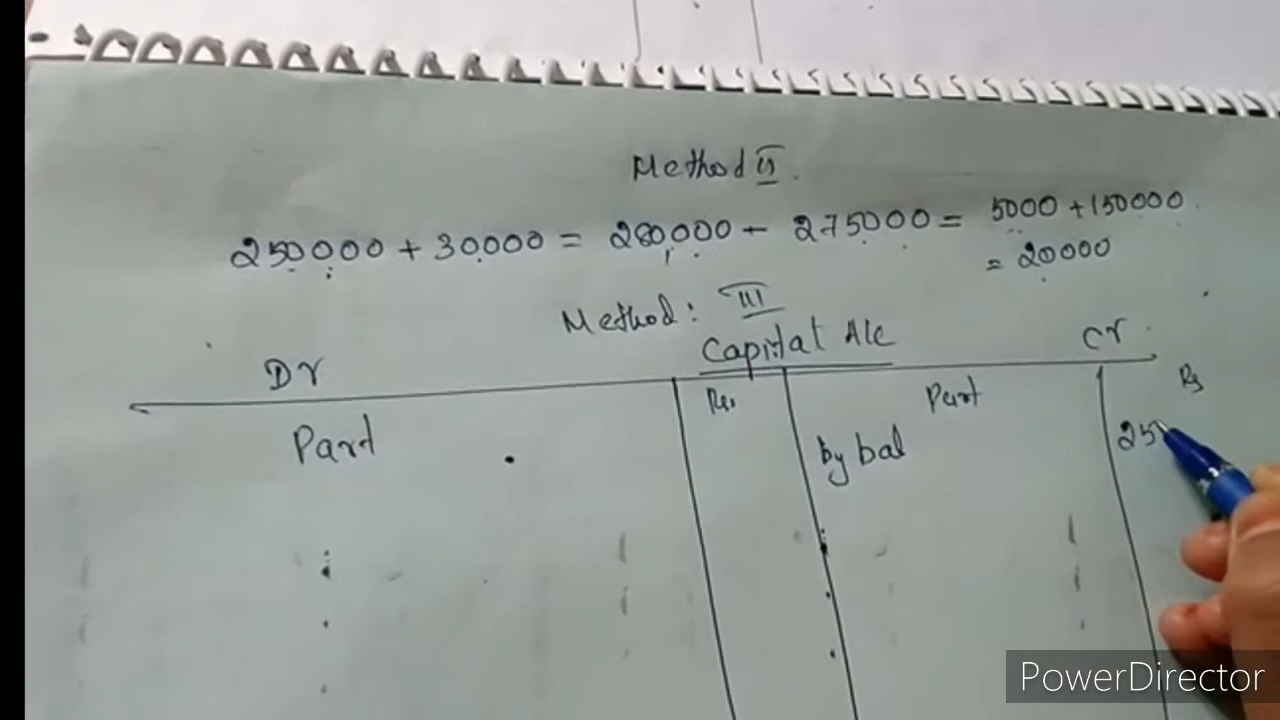 Method II
250000 + 30000 = 280000 - 275000 = 5000 + 150000
= 20000
Method: III
Dr Capital A/c Cr
Part Rs. Part Rs
by bal 25
PowerDirector